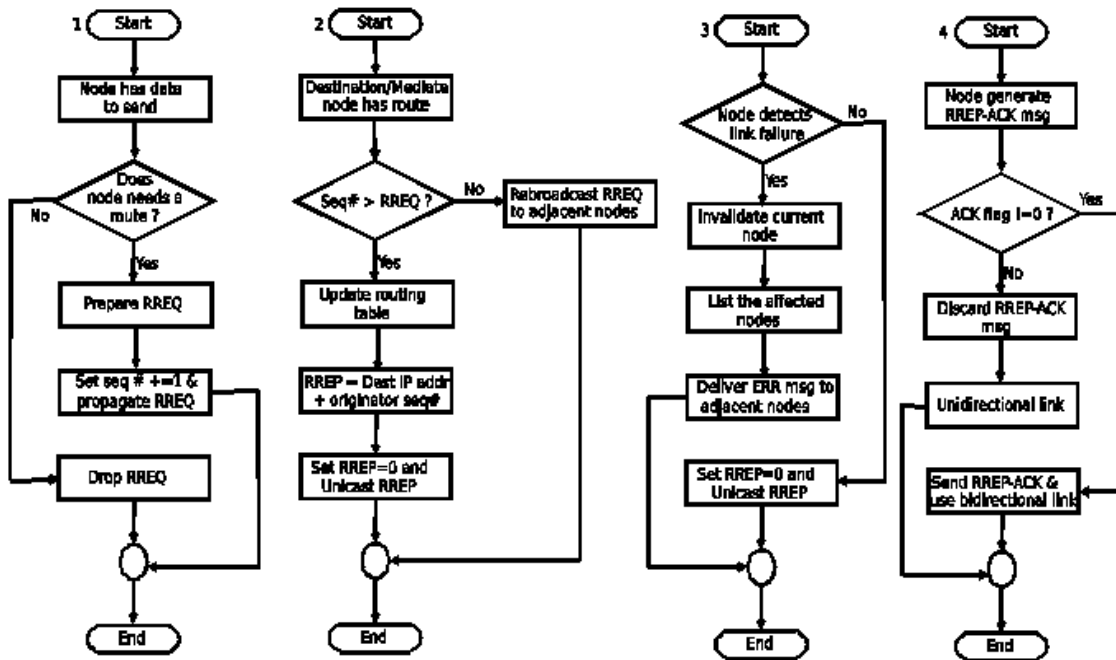 1
Start
Node has data
to send
Does
node needs a
route ?
No
Yes
Prepare RREQ
Set seq # +=1 &
propagate RREQ
Drop RREQ
End
2
Start
Destination/Mediate
node has route
Seq# > RREQ ?
No
Rebroadcast RREQ
to adjacent nodes
Yes
Update routing
table
RREP = Dest IP addr
+ originator seq#
Set RREP=0 and
Unicast RREP
End
3
Start
Node detects
link failure
No
Yes
Invalidate current
node
List the affected
nodes
Deliver ERR msg to
adjacent nodes
Set RREP=0 and
Unicast RREP
End
4
Start
Node generate
RREP-ACK msg
ACK flag !=0 ?
Yes
No
Discard RREP-ACK
msg
Unidirectional link
Send RREP-ACK &
use bidirectional link
End